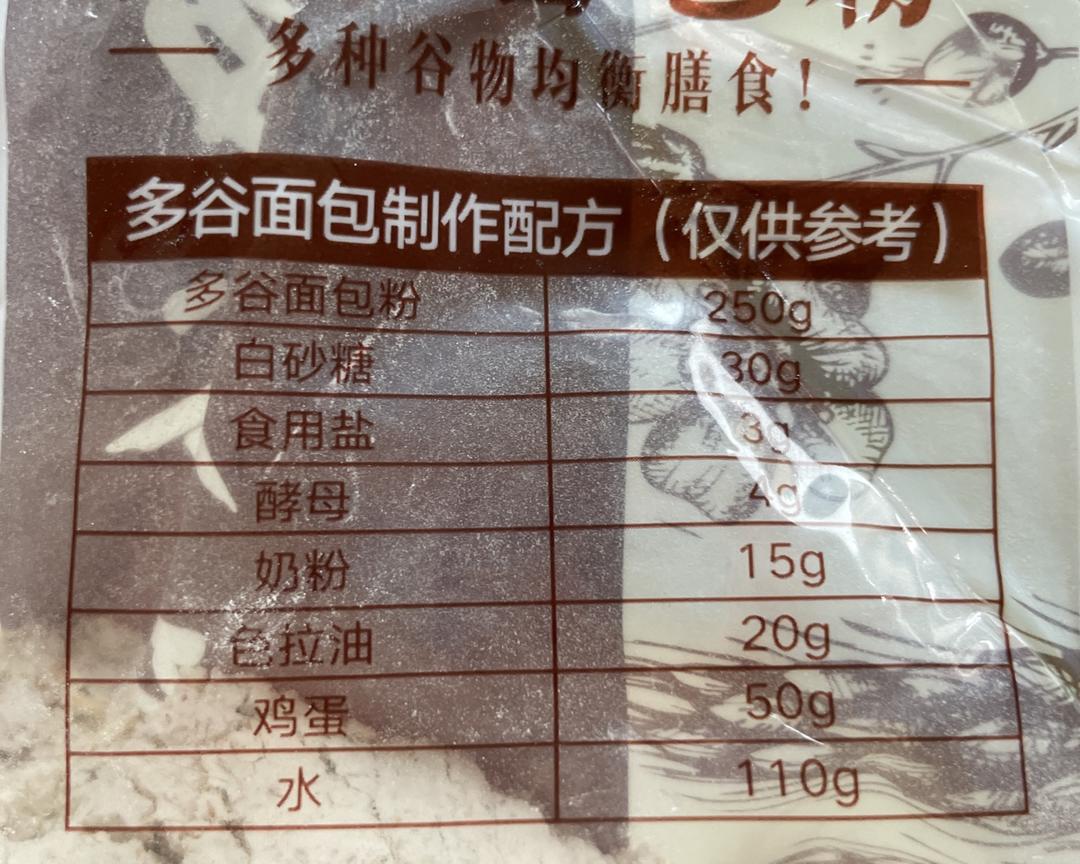 多种谷物均衡膳食！
多谷面包制作配方（仅供参考）
多谷面包粉 250g
白砂糖 30g
食用盐 3g
酵母 4g
奶粉 15g
色拉油 20g
鸡蛋 50g
水 110g